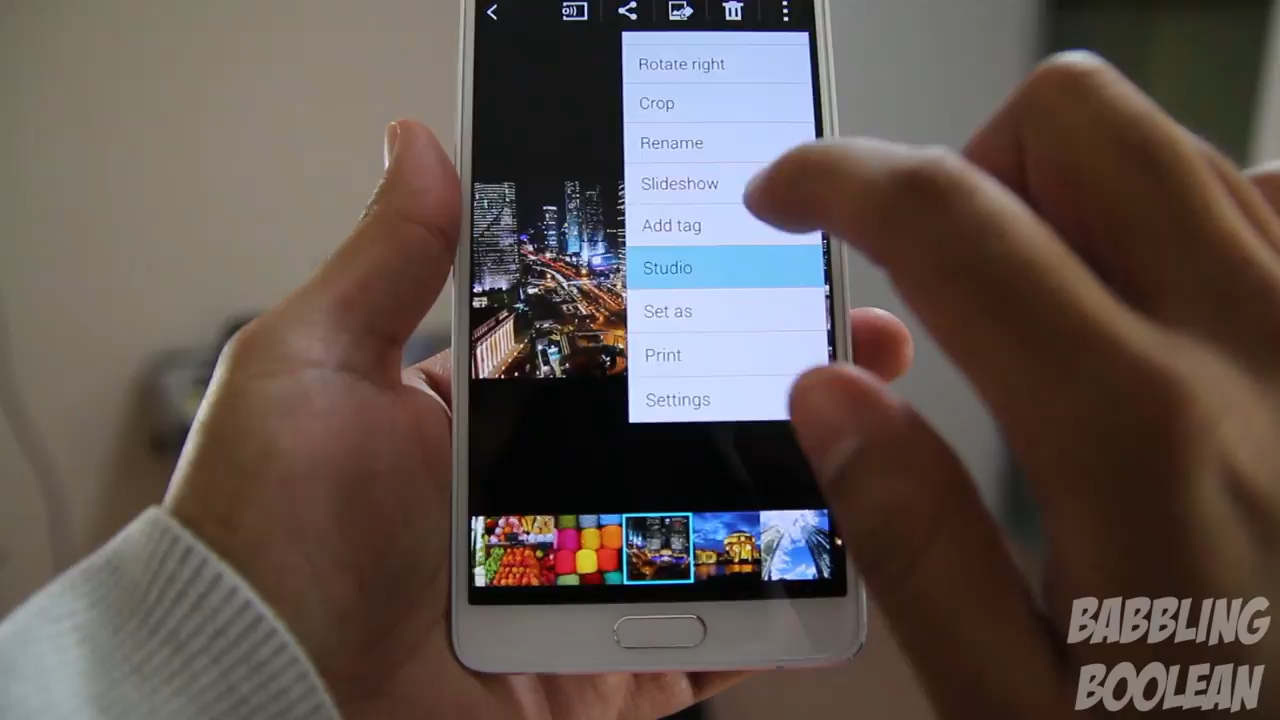 Rotate right
Crop
Rename
Slideshow
Add tag
Studio
Set as
Print
Settings
BABBLING
BOOLEAN